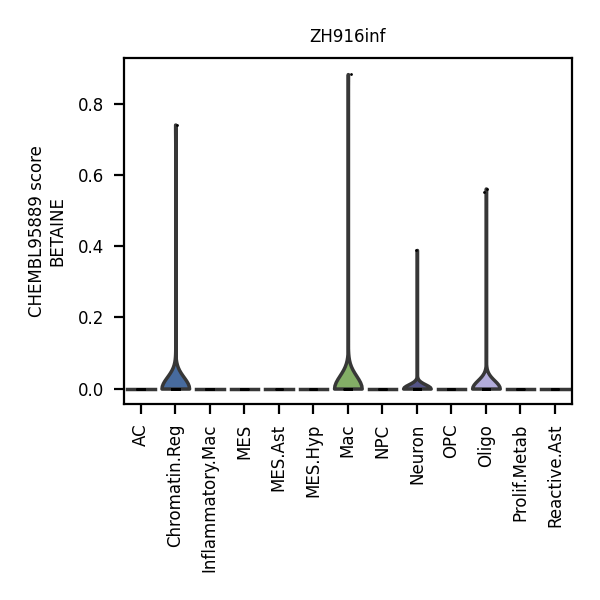 ZH916inf
CHEMBL95889 score
BETAINE
0.8
0.6
0.4
0.2
0.0
AC
Chromatin.Reg
Inflammatory.Mac
MES
MES.Ast
MES.Hyp
Mac
NPC
Neuron
OPC
Oligo
Prolif.Metab
Reactive.Ast